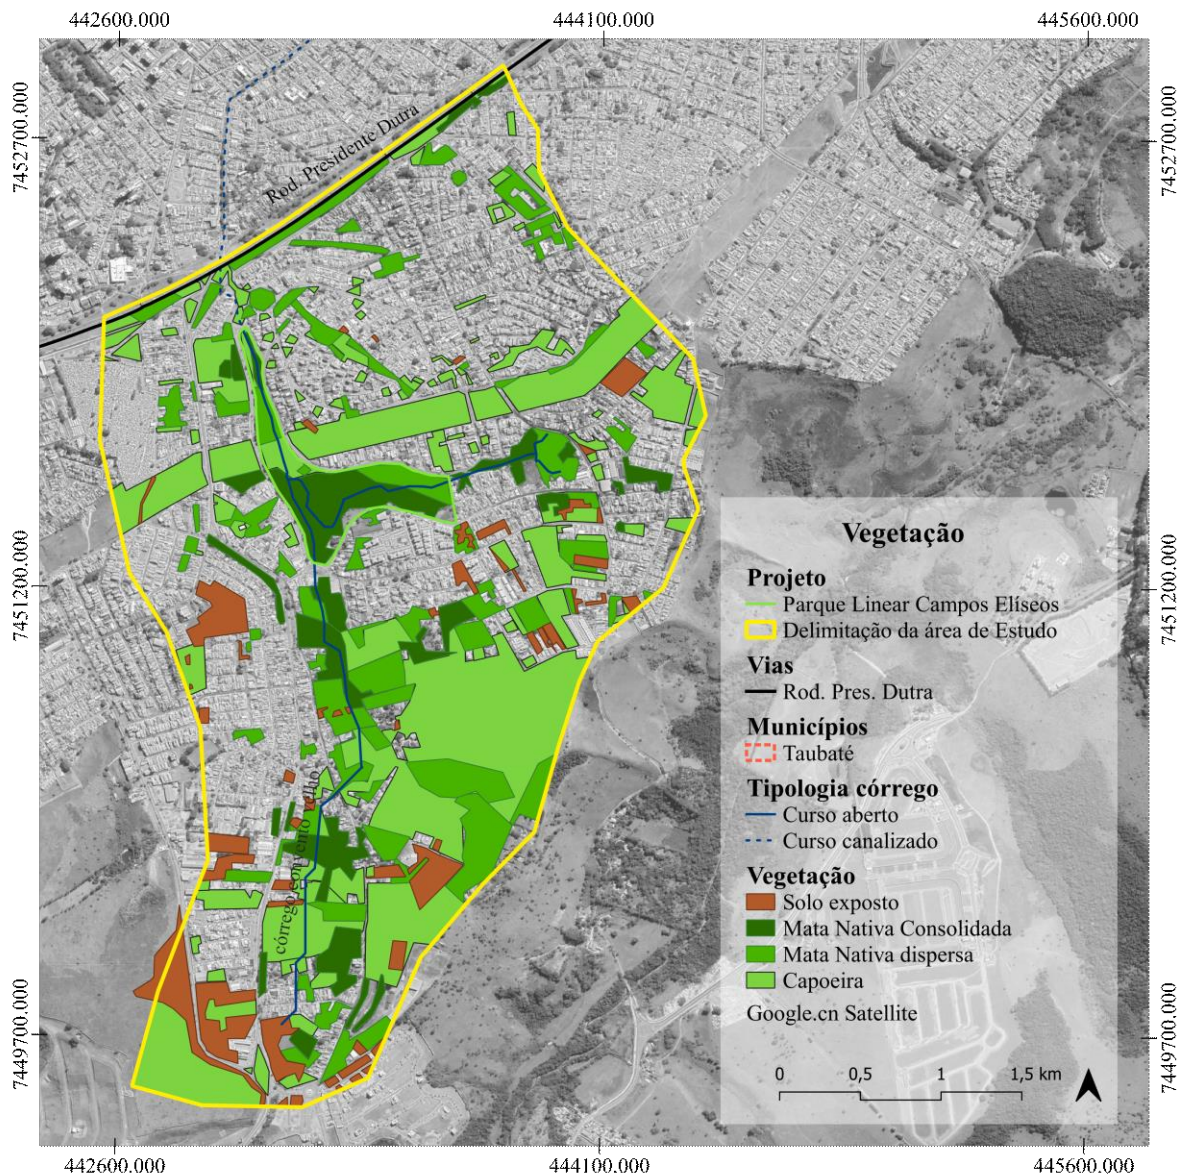 442600.000
444100.000
445600.000
7452700.000
7452700.000
Rod. Presidente Dutra
7451200.000
7451200.000
córrego convento velho
7449700.000
7449700.000
Vegetação
Projeto
Parque Linear Campos Elíseos
Delimitação da área de Estudo
Vias
Rod. Pres. Dutra
Municípios
Taubaté
Tipologia córrego
Curso aberto
Curso canalizado
Vegetação
Solo exposto
Mata Nativa Consolidada
Mata Nativa dispersa
Capoeira
Google.cn Satellite
0 0,5 1 1,5 km
442600.000
444100.000
445600.000